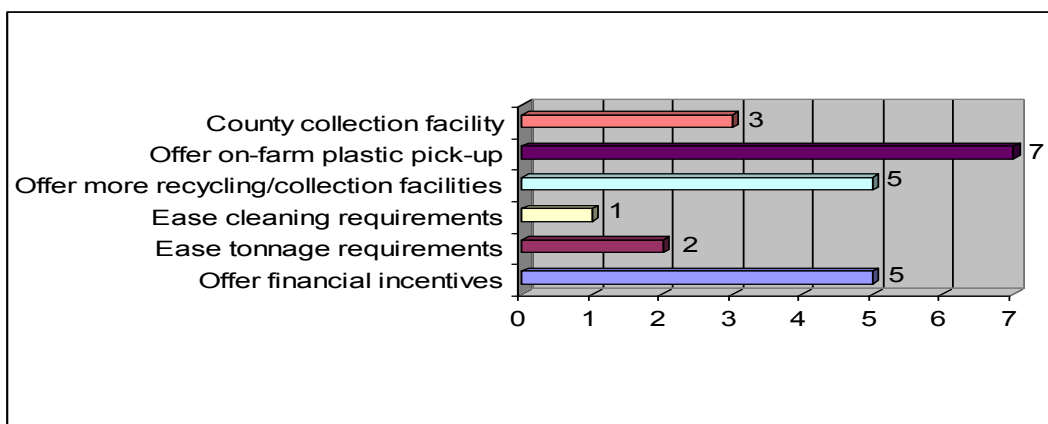 County collection facility 3
Offer on-farm plastic pick-up 7
Offer more recycling/collection facilities 5
Ease cleaning requirements 1
Ease tonnage requirements 2
Offer financial incentives 5
0 1 2 3 4 5 6 7